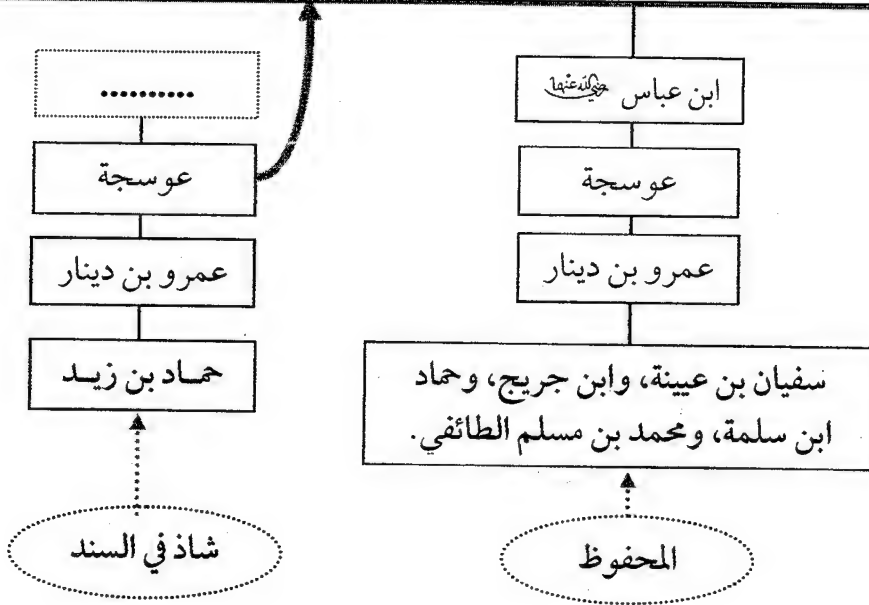 ابن عباس رضي الله عنهما
عوسجة
عمرو بن دينار
سفيان بن عيينة، وابن جريج، وحماد
ابن سلمة، ومحمد بن مسلم الطائفي.
المحفوظ
..........
عوسجة
عمرو بن دينار
حماد بن زيد
شاذ في السند